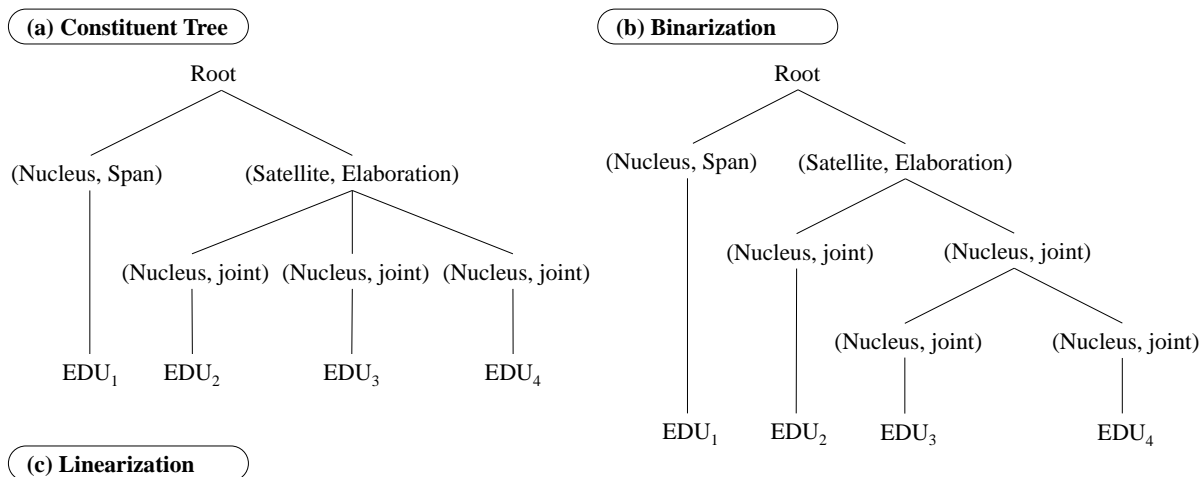 (a) Constituent Tree
Root
(Nucleus, Span) (Satellite, Elaboration)
(Nucleus, joint) (Nucleus, joint) (Nucleus, joint)
EDU₁ EDU₂ EDU₃ EDU₄
(b) Binarization
Root
(Nucleus, Span) (Satellite, Elaboration)
(Nucleus, joint) (Nucleus, joint)
(Nucleus, joint) (Nucleus, joint)
EDU₁ EDU₂ EDU₃ EDU₄
(c) Linearization